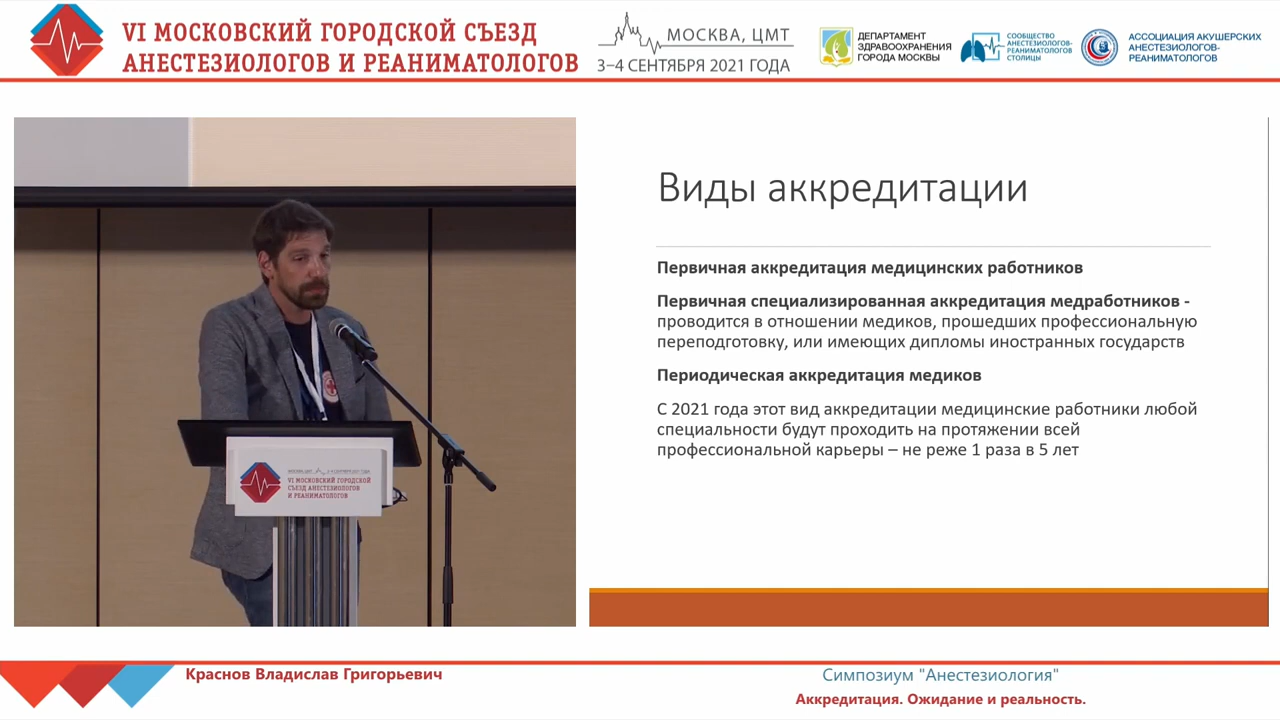 VI МОСКОВСКИЙ ГОРОДСКОЙ СЪЕЗД
АНЕСТЕЗИОЛОГОВ И РЕАНИМАТОЛОГОВ
МОСКВА, ЦМТ
3–4 СЕНТЯБРЯ 2021 ГОДА
ДЕПАРТАМЕНТ
ЗДРАВООХРАНЕНИЯ
ГОРОДА МОСКВЫ
СООБЩЕСТВО
АНЕСТЕЗИОЛОГОВ-
РЕАНИМАТОЛОГОВ
СТОЛИЦЫ
АССОЦИАЦИЯ АКУШЕРСКИХ
АНЕСТЕЗИОЛОГОВ-
РЕАНИМАТОЛОГОВ
VI МОСКОВСКИЙ ГОРОДСКОЙ
СЪЕЗД АНЕСТЕЗИОЛОГОВ
И РЕАНИМАТОЛОГОВ
Виды аккредитации
Первичная аккредитация медицинских работников
Первичная специализированная аккредитация медработников -
проводится в отношении медиков, прошедших профессиональную
переподготовку, или имеющих дипломы иностранных государств
Периодическая аккредитация медиков
С 2021 года этот вид аккредитации медицинские работники любой
специальности будут проходить на протяжении всей
профессиональной карьеры – не реже 1 раза в 5 лет
Краснов Владислав Григорьевич
Симпозиум "Анестезиология"
Аккредитация. Ожидание и реальность.